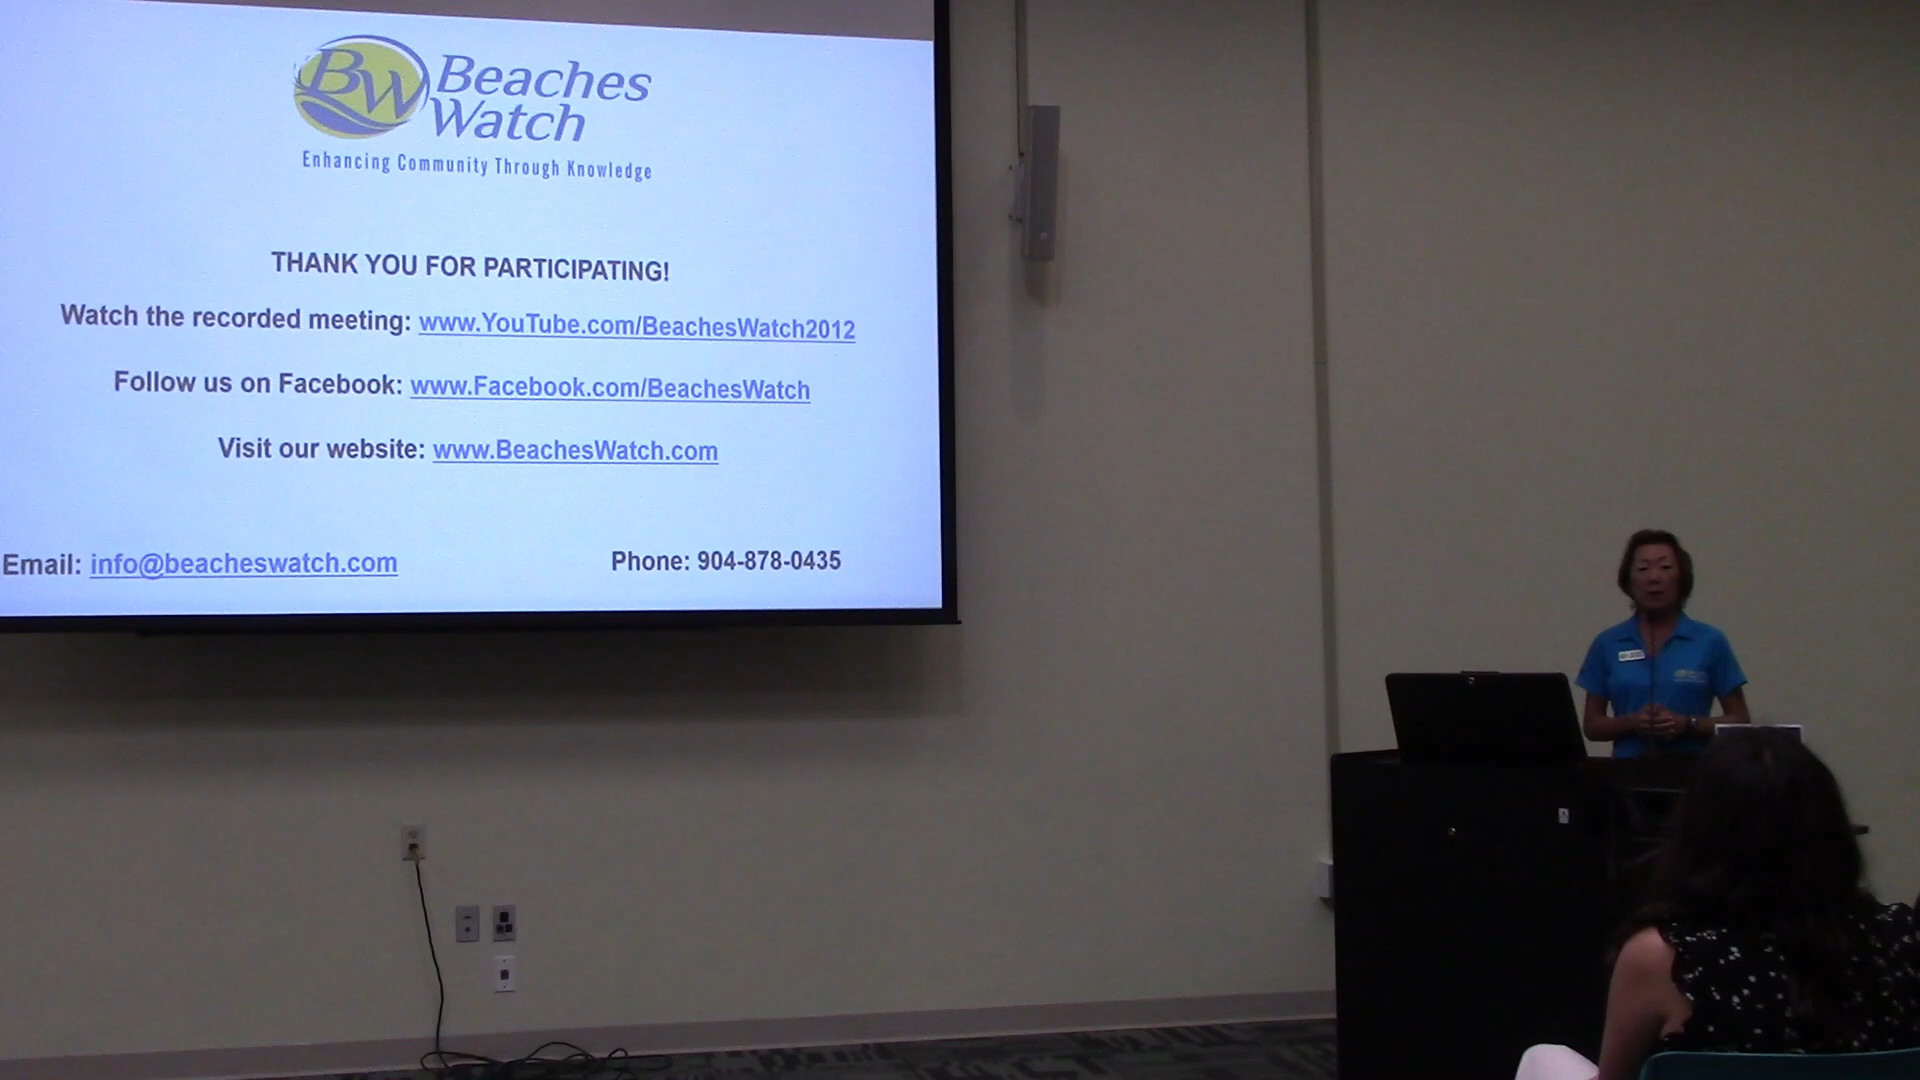 BW Beaches
Watch
Enhancing Community Through Knowledge
THANK YOU FOR PARTICIPATING!
Watch the recorded meeting: www.YouTube.com/BeachesWatch2012
Follow us on Facebook: www.Facebook.com/BeachesWatch
Visit our website: www.BeachesWatch.com
Email: info@beacheswatch.com Phone: 904-878-0435